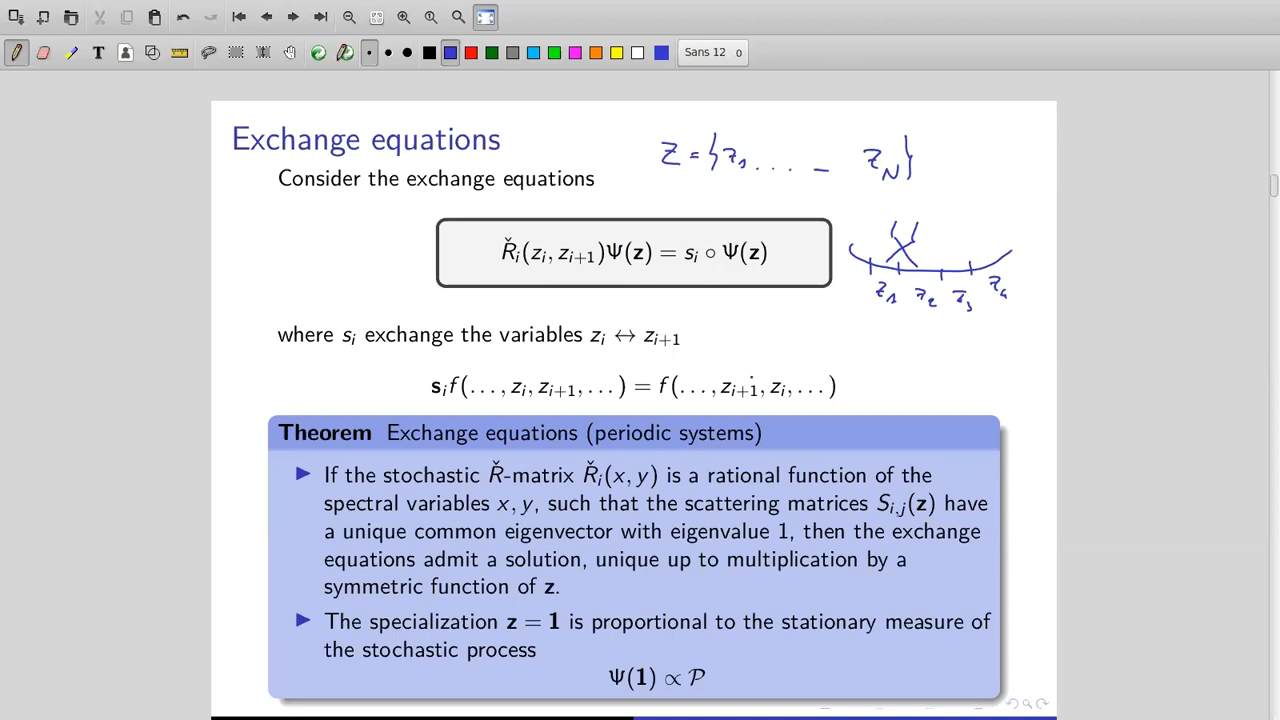 Sans 12 0
Exchange equations
Z = { z₁ . . . . _ z_N }
Consider the exchange equations
Ř_i(z_i, z_{i+1})Ψ(z) = s_i ∘ Ψ(z)
z₁ z₂ z₃ z₄
where s_i exchange the variables z_i ↔ z_{i+1}
s_i f(. . . , z_i, z_{i+1}, . . . ) = f(. . . , z_{i+1}, z_i, . . . )
Theorem Exchange equations (periodic systems)
If the stochastic Ř-matrix Ř_i(x, y) is a rational function of the
spectral variables x, y, such that the scattering matrices S_{i,j}(z) have
a unique common eigenvector with eigenvalue 1, then the exchange
equations admit a solution, unique up to multiplication by a
symmetric function of z.
The specialization z = 1 is proportional to the stationary measure of
the stochastic process
Ψ(1) ∝ 𝒫